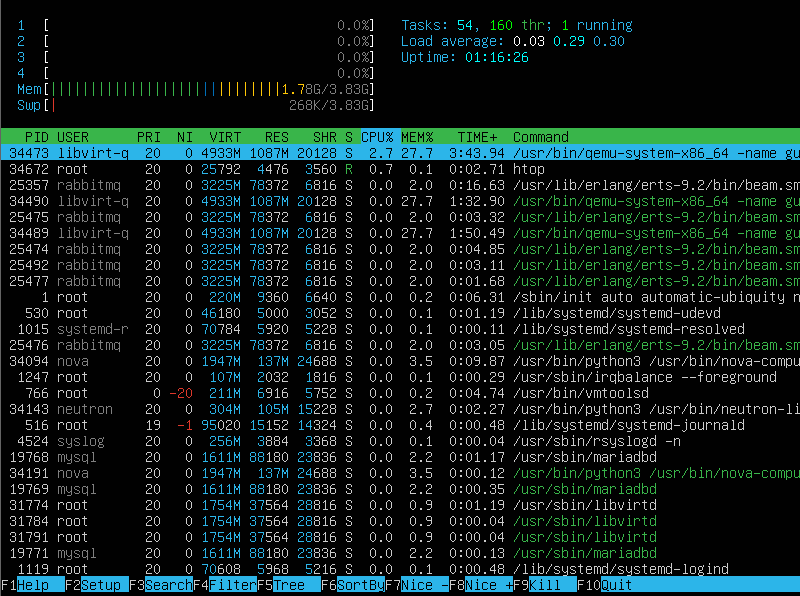 1 [ 0.0%] Tasks: 54, 160 thr; 1 running
2 [ 0.0%] Load average: 0.03 0.29 0.30
3 [ 0.0%] Uptime: 01:16:26
4 [ 0.0%]
Mem[||||||||||||||||||||||||||||1.78G/3.83G]
Swp[| 268K/3.83G]
PID USER PRI NI VIRT RES SHR S CPU% MEM% TIME+ Command
34473 libvirt-q 20 0 4933M 1087M 20128 S 2.7 27.7 3:43.94 /usr/bin/qemu-system-x86_64 -name gu
34672 root 20 0 25792 4476 3560 R 0.7 0.1 0:02.71 htop
25357 rabbitmq 20 0 3225M 78372 6816 S 0.0 2.0 0:16.63 /usr/lib/erlang/erts-9.2/bin/beam.sm
34490 libvirt-q 20 0 4933M 1087M 20128 S 0.0 27.7 1:32.90 /usr/bin/qemu-system-x86_64 -name gu
25475 rabbitmq 20 0 3225M 78372 6816 S 0.0 2.0 0:03.32 /usr/lib/erlang/erts-9.2/bin/beam.sm
34489 libvirt-q 20 0 4933M 1087M 20128 S 0.0 27.7 1:50.49 /usr/bin/qemu-system-x86_64 -name gu
25474 rabbitmq 20 0 3225M 78372 6816 S 0.0 2.0 0:04.85 /usr/lib/erlang/erts-9.2/bin/beam.sm
25492 rabbitmq 20 0 3225M 78372 6816 S 0.0 2.0 0:03.11 /usr/lib/erlang/erts-9.2/bin/beam.sm
25477 rabbitmq 20 0 3225M 78372 6816 S 0.0 2.0 0:01.68 /usr/lib/erlang/erts-9.2/bin/beam.sm
1 root 20 0 220M 9360 6640 S 0.0 0.2 0:06.31 /sbin/init auto automatic-ubiquity n
530 root 20 0 46180 5000 3052 S 0.0 0.1 0:01.19 /lib/systemd/systemd-udevd
1015 systemd-r 20 0 70784 5920 5228 S 0.0 0.1 0:00.11 /lib/systemd/systemd-resolved
25476 rabbitmq 20 0 3225M 78372 6816 S 0.0 2.0 0:03.05 /usr/lib/erlang/erts-9.2/bin/beam.sm
34094 nova 20 0 1947M 137M 24688 S 0.0 3.5 0:09.87 /usr/bin/python3 /usr/bin/nova-compu
1247 root 20 0 107M 2032 1816 S 0.0 0.1 0:00.29 /usr/sbin/irqbalance --foreground
766 root 0 -20 211M 6916 5752 S 0.0 0.2 0:04.74 /usr/bin/vmtoolsd
34143 neutron 20 0 304M 105M 15228 S 0.0 2.7 0:02.27 /usr/bin/python3 /usr/bin/neutron-li
516 root 19 -1 95020 15152 14324 S 0.0 0.4 0:00.48 /lib/systemd/systemd-journald
4524 syslog 20 0 256M 3884 3368 S 0.0 0.1 0:00.04 /usr/sbin/rsyslogd -n
19768 mysql 20 0 1611M 88180 23836 S 0.0 2.2 0:01.17 /usr/sbin/mariadbd
34191 nova 20 0 1947M 137M 24688 S 0.0 3.5 0:00.12 /usr/bin/python3 /usr/bin/nova-compu
19769 mysql 20 0 1611M 88180 23836 S 0.0 2.2 0:00.35 /usr/sbin/mariadbd
31774 root 20 0 1754M 37564 28816 S 0.0 0.9 0:01.19 /usr/sbin/libvirtd
31784 root 20 0 1754M 37564 28816 S 0.0 0.9 0:00.04 /usr/sbin/libvirtd
31791 root 20 0 1754M 37564 28816 S 0.0 0.9 0:00.04 /usr/sbin/libvirtd
19771 mysql 20 0 1611M 88180 23836 S 0.0 2.2 0:00.13 /usr/sbin/mariadbd
1119 root 20 0 70608 5968 5216 S 0.0 0.1 0:00.48 /lib/systemd/systemd-logind
F1Help F2Setup F3SearchF4FilterF5Tree F6SortByF7Nice -F8Nice +F9Kill F10Quit